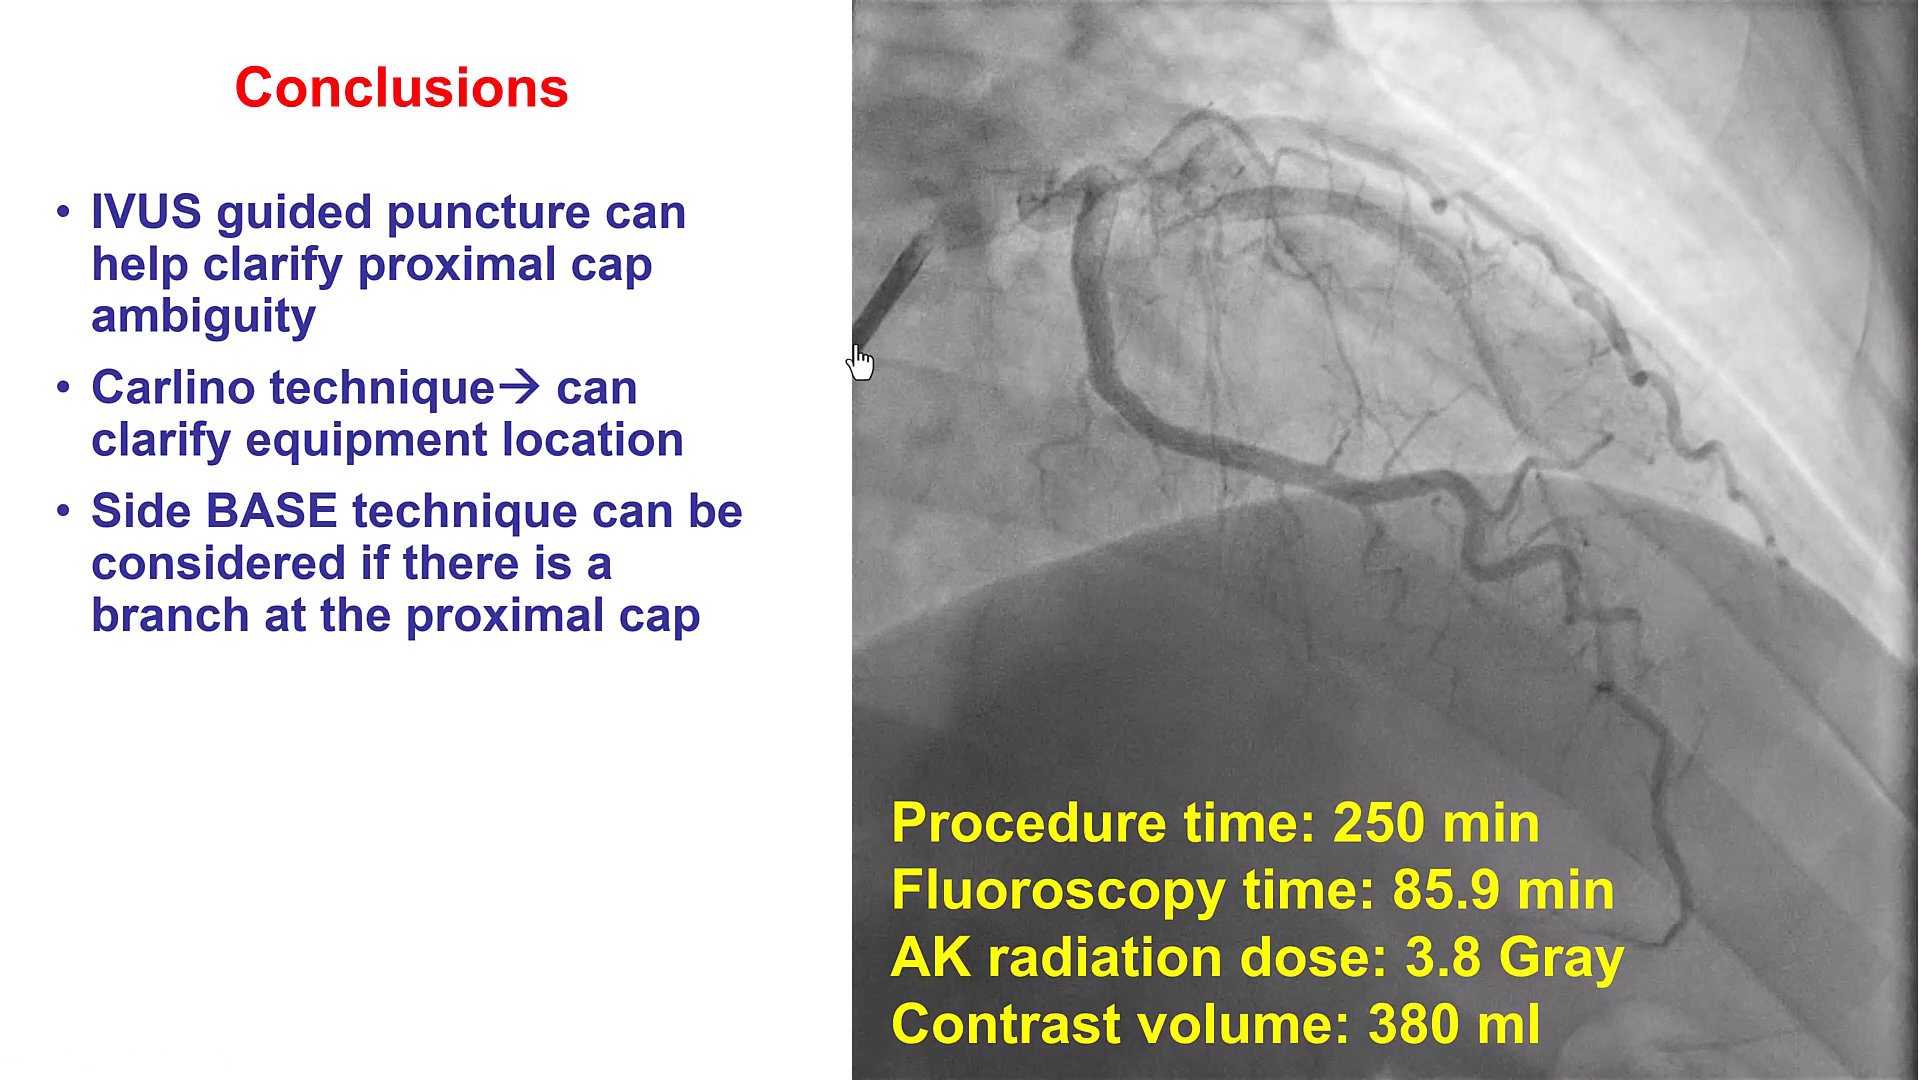 Conclusions
• IVUS guided puncture can
help clarify proximal cap
ambiguity
• Carlino technique→ can
clarify equipment location
• Side BASE technique can be
considered if there is a
branch at the proximal cap
Procedure time: 250 min
Fluoroscopy time: 85.9 min
AK radiation dose: 3.8 Gray
Contrast volume: 380 ml